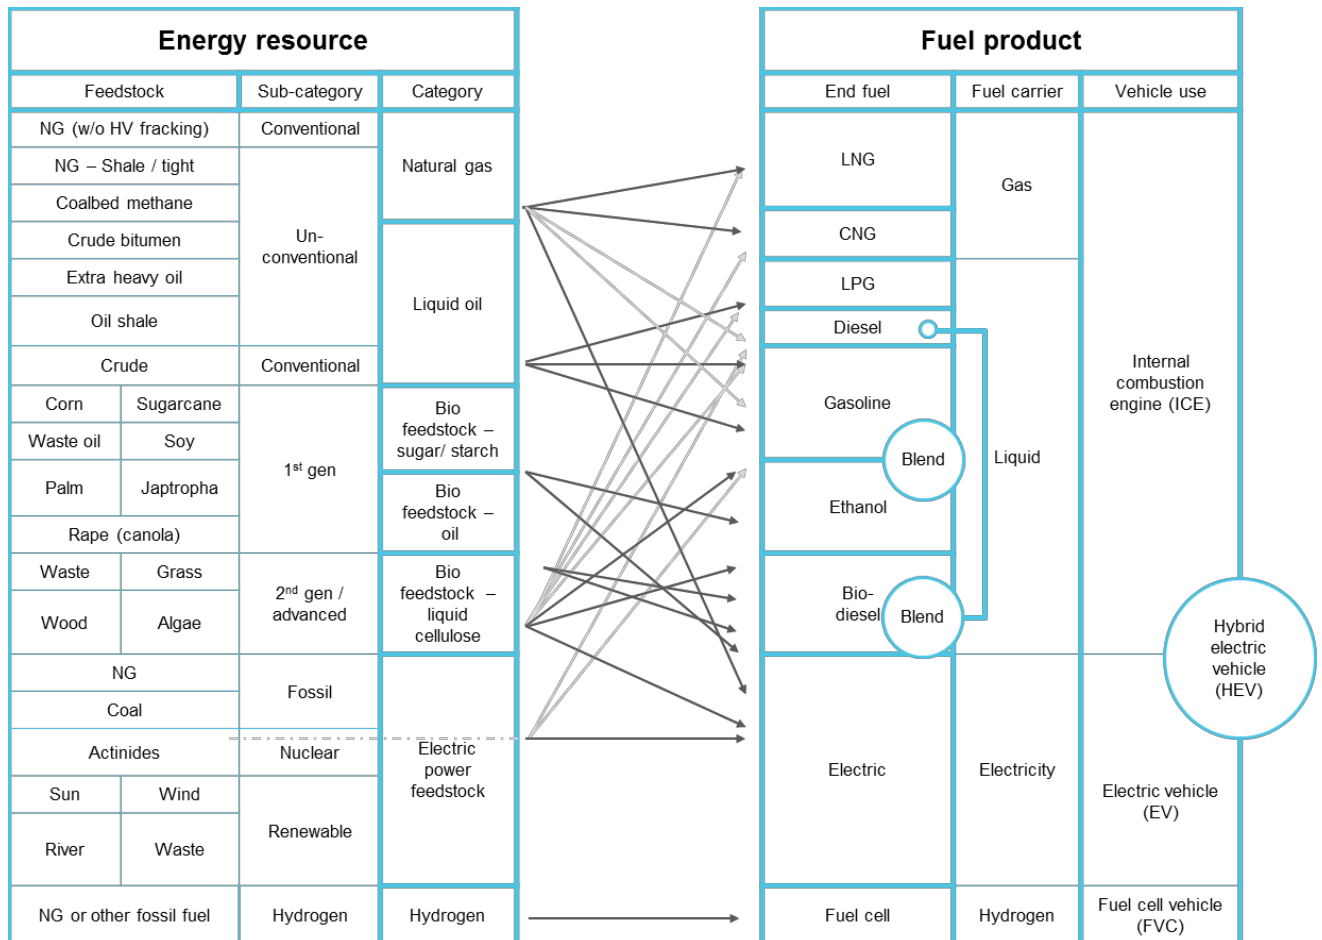 Energy resource
Fuel product
Feedstock
Sub-category
Category
End fuel
Fuel carrier
Vehicle use
NG (w/o HV fracking)
Conventional
NG – Shale / tight
Natural gas
LNG
Gas
Coalbed methane
Crude bitumen
Un-
conventional
CNG
Extra heavy oil
LPG
Liquid oil
Oil shale
Diesel
Crude
Conventional
Gasoline
Internal
combustion
engine (ICE)
Corn
Sugarcane
Bio
feedstock –
sugar/ starch
Waste oil
Soy
Blend
Liquid
1st gen
Palm
Japtropha
Bio
feedstock –
oil
Ethanol
Rape (canola)
Waste
Grass
2nd gen /
advanced
Bio
feedstock –
liquid
cellulose
Bio-
diesel
Blend
Wood
Algae
Hybrid
electric
vehicle
(HEV)
NG
Fossil
Coal
Actinides
Nuclear
Electric
power
feedstock
Electric
Electricity
Sun
Wind
Electric vehicle
(EV)
Renewable
River
Waste
NG or other fossil fuel
Hydrogen
Hydrogen
Fuel cell
Hydrogen
Fuel cell vehicle
(FVC)